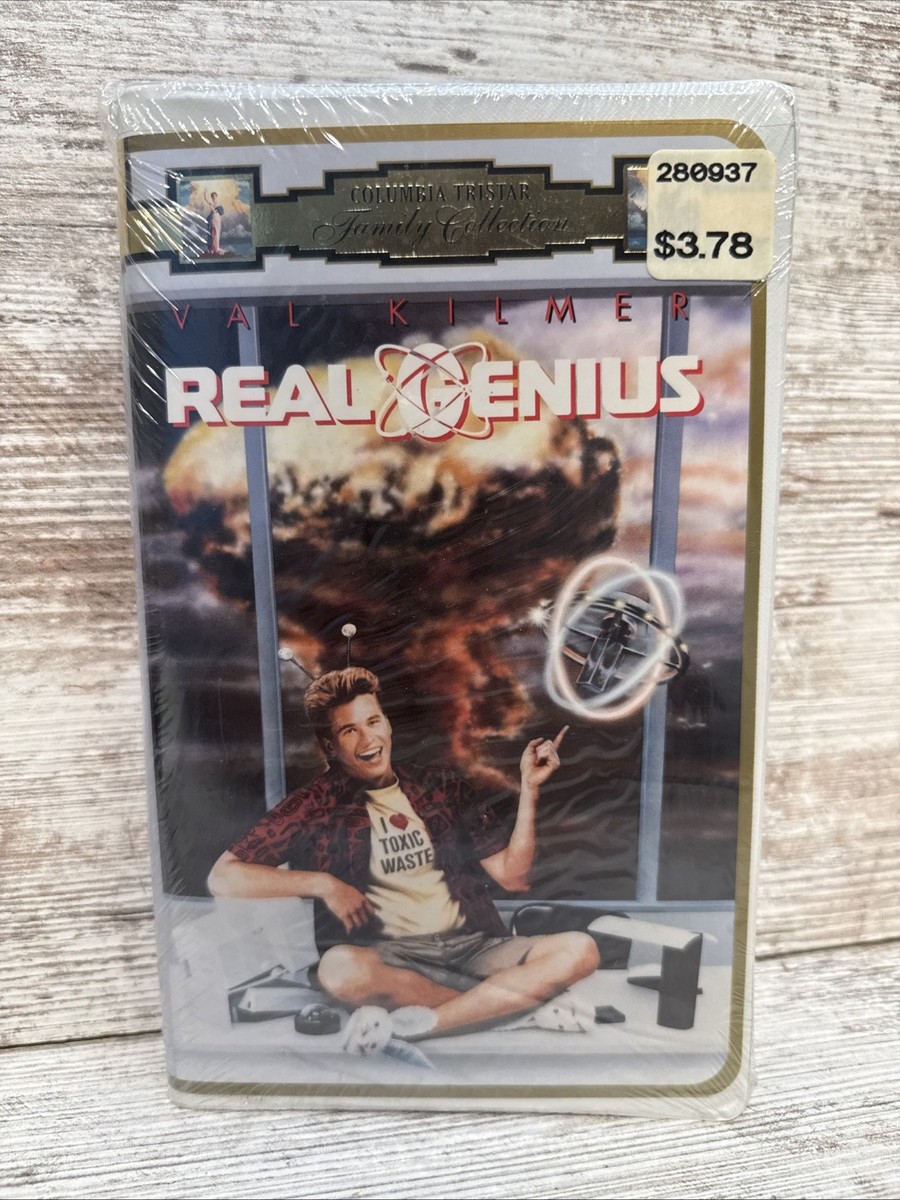 280937
$3.78
COLUMBIA TRISTAR
Family Collection
VAL KILMER
REAL GENIUS
I ❤ TOXIC
WASTE